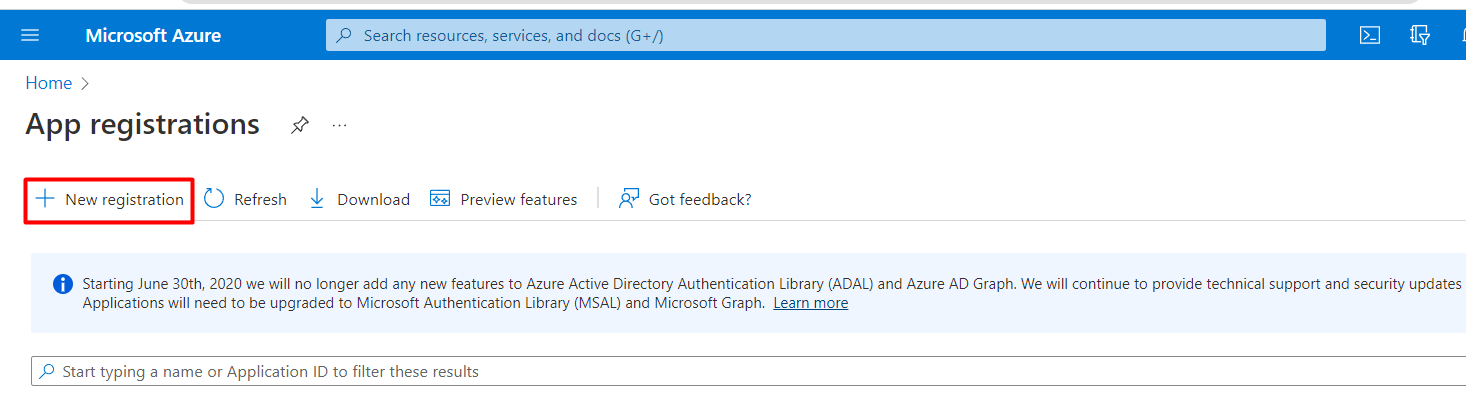 Microsoft Azure
Search resources, services, and docs (G+/)
Home
App registrations
New registration
Refresh
Download
Preview features
Got feedback?
Starting June 30th, 2020 we will no longer add any new features to Azure Active Directory Authentication Library (ADAL) and Azure AD Graph. We will continue to provide technical support and security updates
Applications will need to be upgraded to Microsoft Authentication Library (MSAL) and Microsoft Graph. Learn more
Start typing a name or Application ID to filter these results